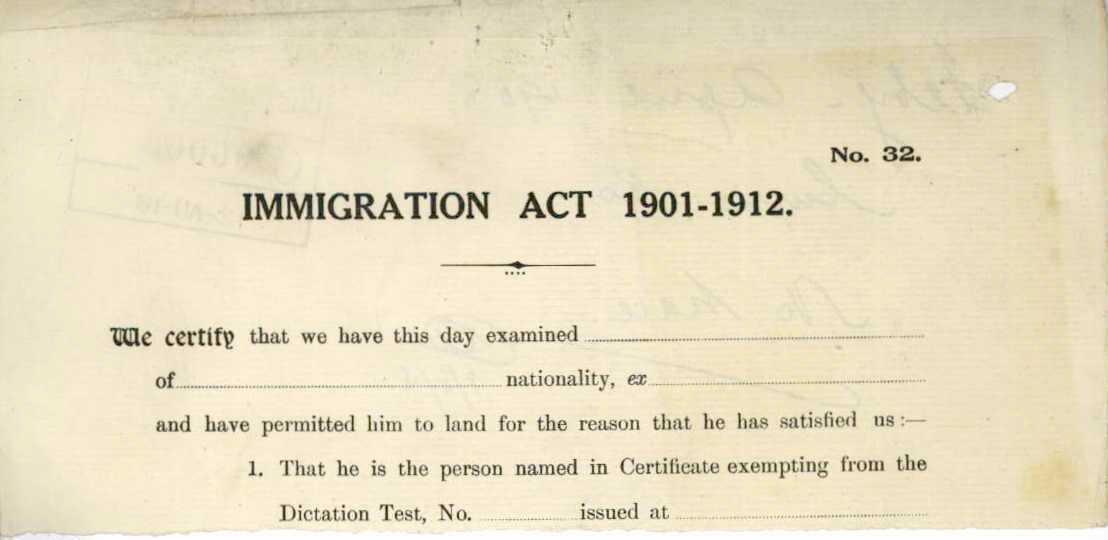 No. 32.
IMMIGRATION ACT 1901-1912.
We certify that we have this day examined
of nationality, ex
and have permitted him to land for the reason that he has satisfied us :—
1. That he is the person named in Certificate exempting from the
Dictation Test, No. issued at